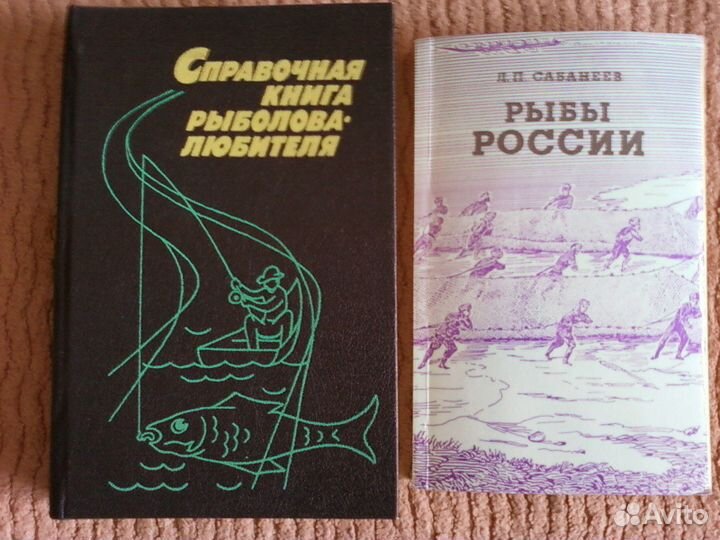 Справочная
книга
рыболова-
любителя
Л.П. САБАНЕЕВ
РЫБЫ
РОССИИ
Avito